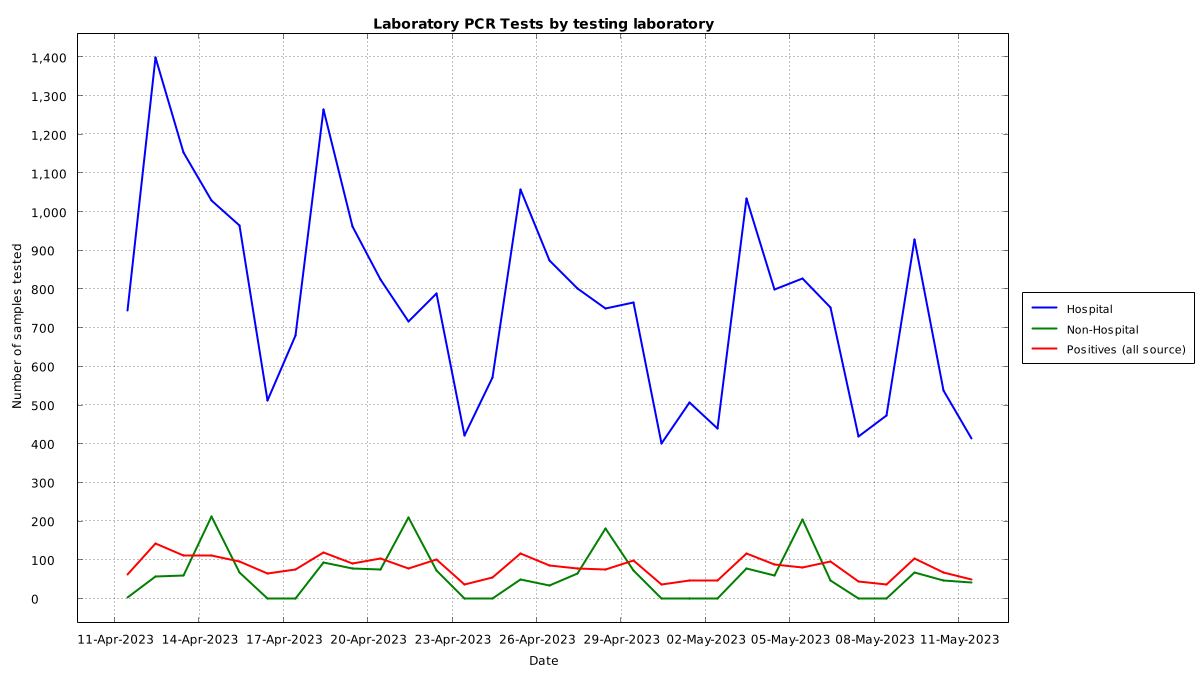 Laboratory PCR Tests by testing laboratory
1,400
1,300
1,200
1,100
1,000
900
800
700
600
500
400
300
200
100
0
Number of samples tested
11-Apr-2023 14-Apr-2023 17-Apr-2023 20-Apr-2023 23-Apr-2023 26-Apr-2023 29-Apr-2023 02-May-2023 05-May-2023 08-May-2023 11-May-2023
Date
Hospital
Non-Hospital
Positives (all source)